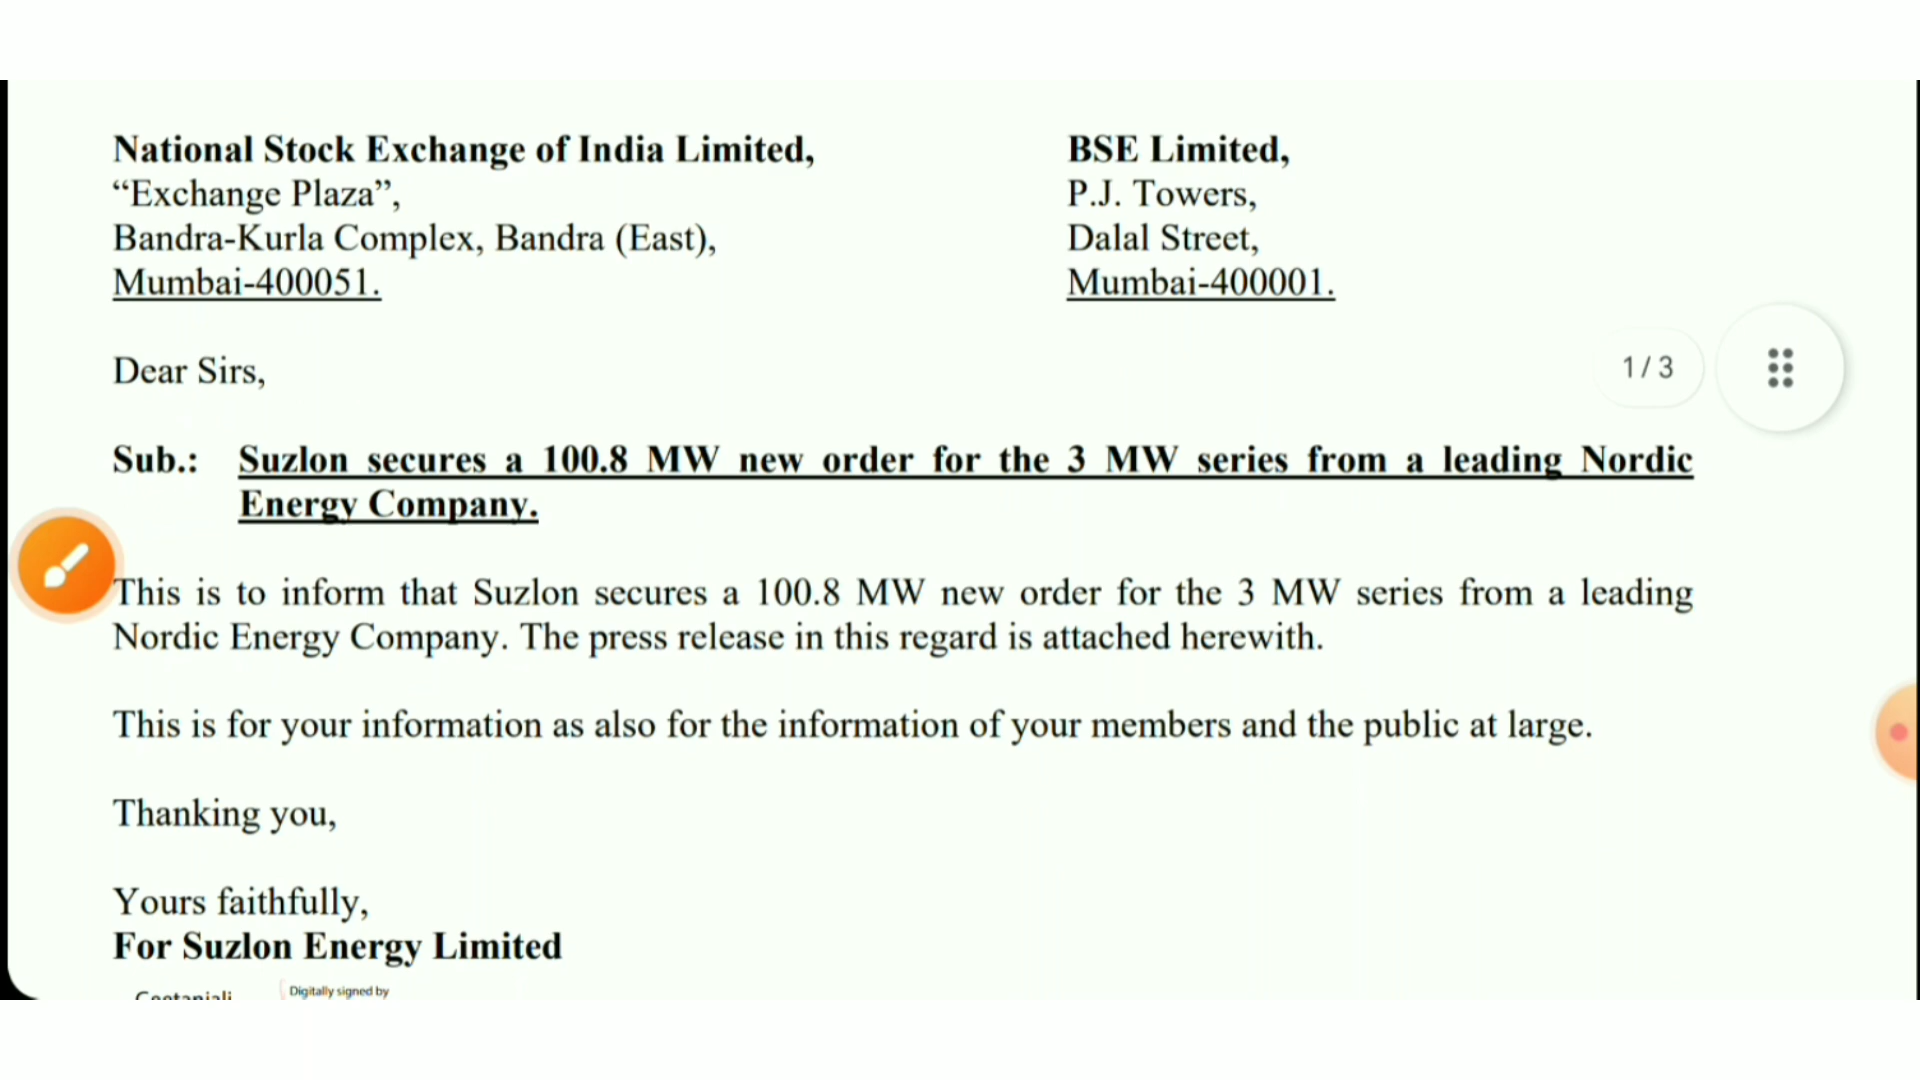 National Stock Exchange of India Limited,
“Exchange Plaza”,
Bandra-Kurla Complex, Bandra (East),
Mumbai-400051.
BSE Limited,
P.J. Towers,
Dalal Street,
Mumbai-400001.
Dear Sirs,
1 / 3
Sub.: Suzlon secures a 100.8 MW new order for the 3 MW series from a leading Nordic
Energy Company.
This is to inform that Suzlon secures a 100.8 MW new order for the 3 MW series from a leading
Nordic Energy Company. The press release in this regard is attached herewith.
This is for your information as also for the information of your members and the public at large.
Thanking you,
Yours faithfully,
For Suzlon Energy Limited
Digitally signed by